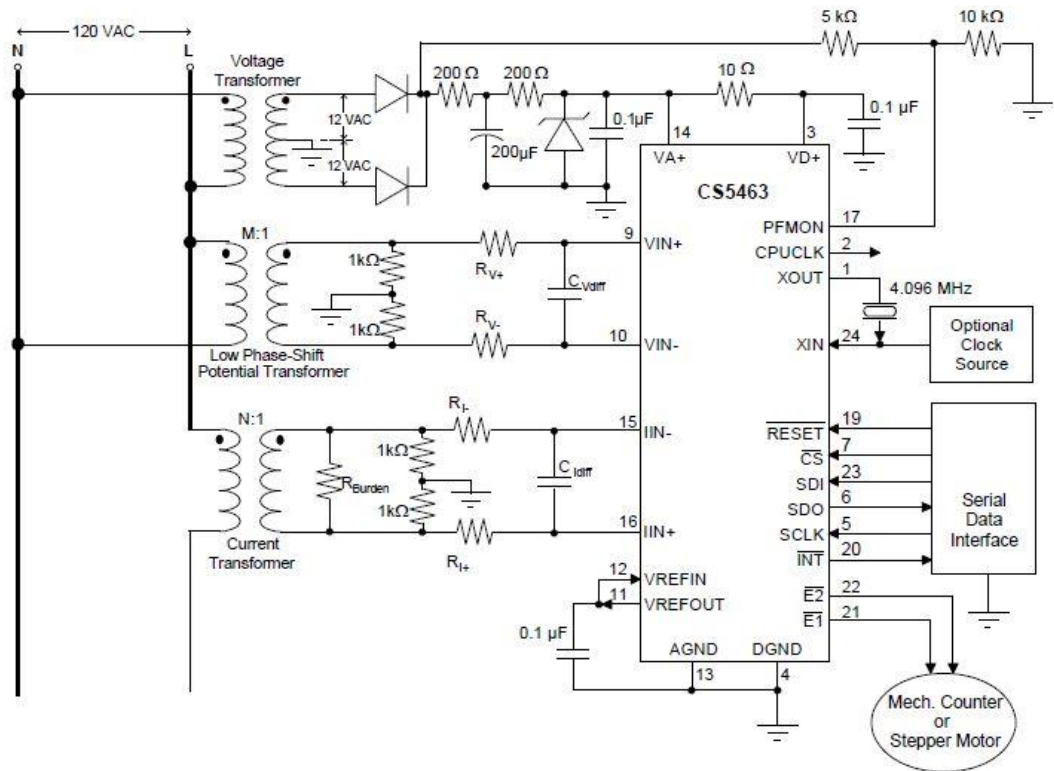 120 VAC
N
L
Voltage
Transformer
12 VAC
12 VAC
200 Ω
200 Ω
200µF
0.1µF
10 Ω
5 kΩ
10 kΩ
0.1 µF
14
3
VA+
VD+
CS5463
M:1
Low Phase-Shift
Potential Transformer
1kΩ
1kΩ
RV+
RV-
CVdiff
9
VIN+
10
VIN-
N:1
Current
Transformer
RBurden
1kΩ
1kΩ
RI-
RI+
CIdiff
15
IIN-
16
IIN+
12
VREFIN
11
VREFOUT
0.1 µF
AGND
DGND
13
4
PFMON
17
CPUCLK
2
XOUT
1
4.096 MHz
XIN
24
Optional
Clock
Source
RESET
19
CS
7
SDI
23
SDO
6
SCLK
5
INT
20
Serial
Data
Interface
E2
22
E1
21
Mech. Counter
or
Stepper Motor